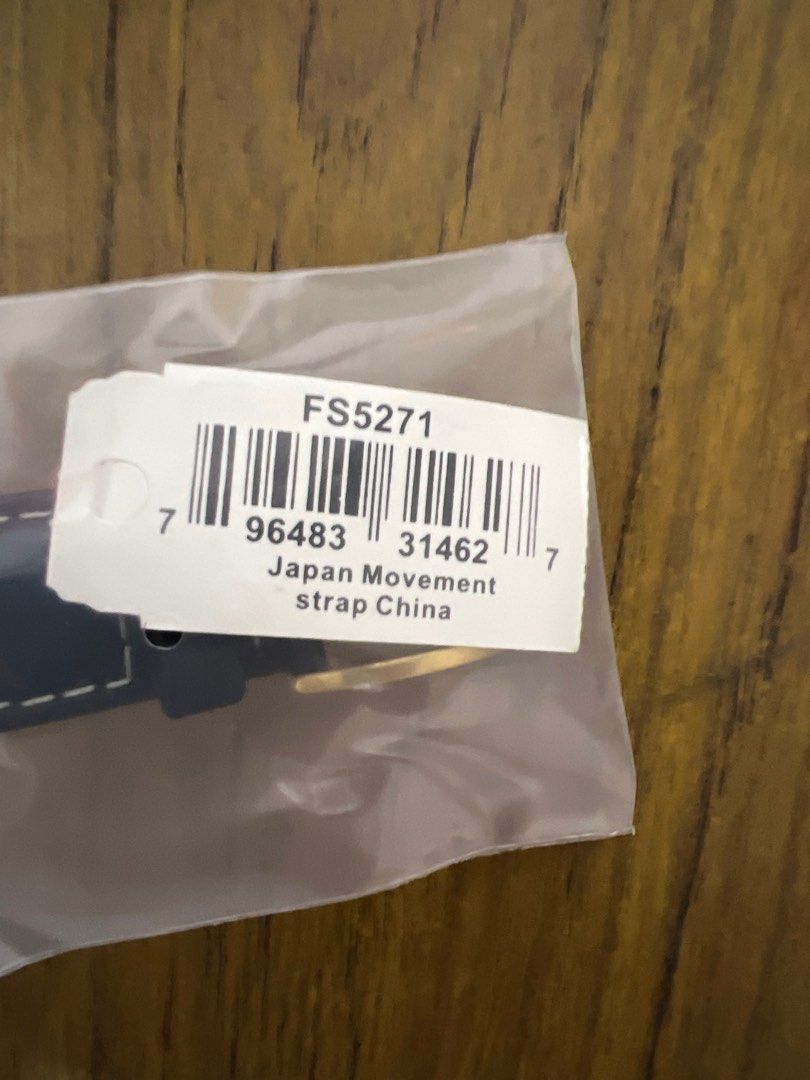 FS5271
7 96483 31462 7
Japan Movement
strap China